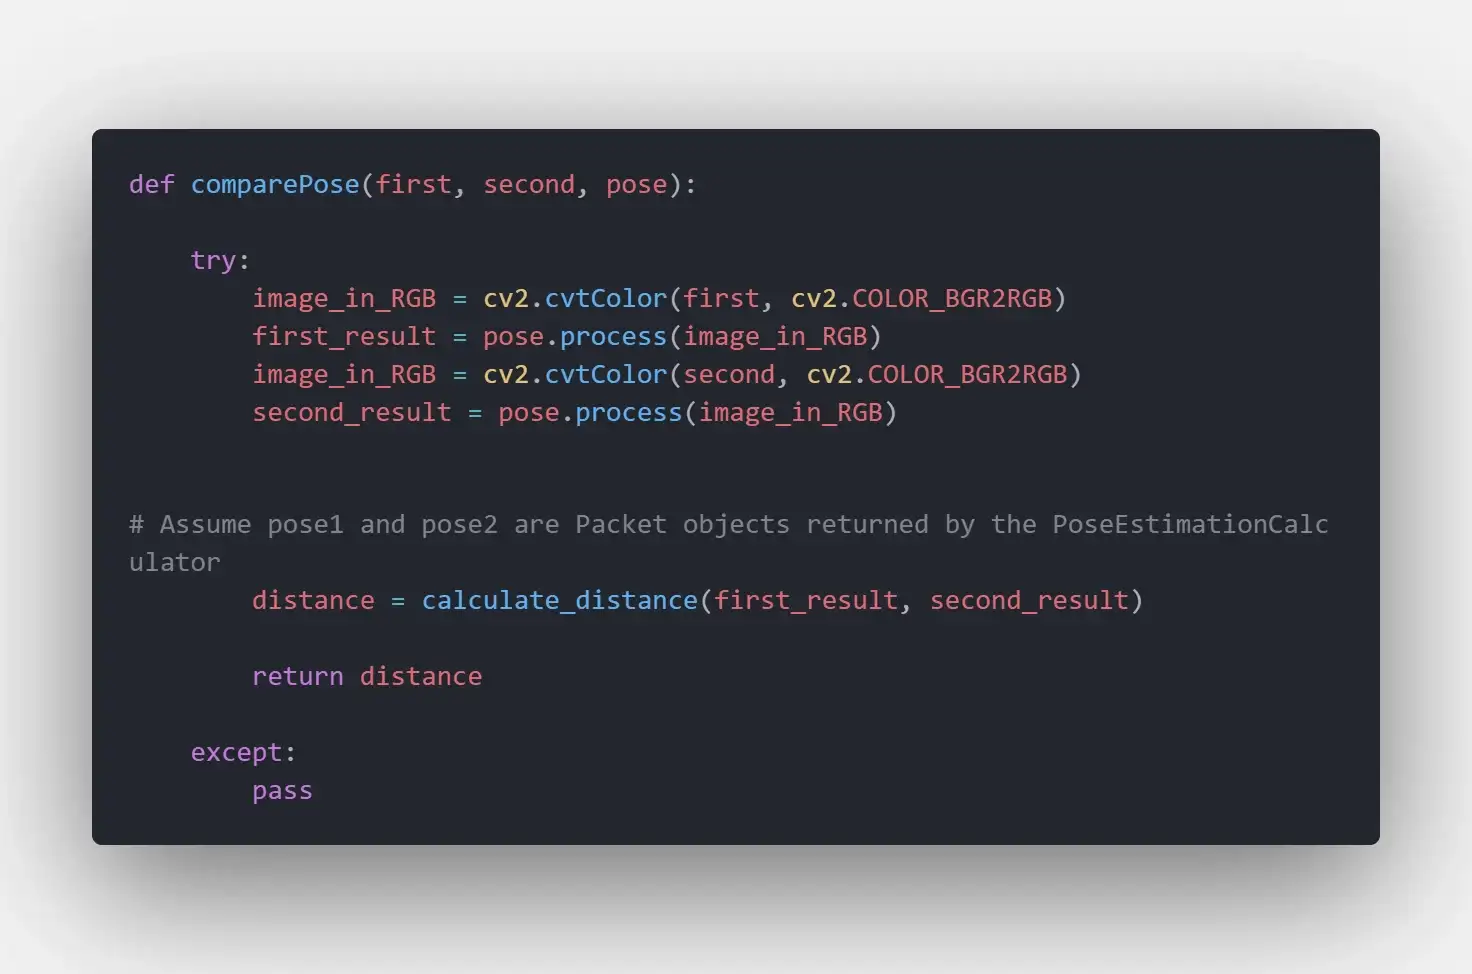 def comparePose(first, second, pose):
    try:
        image_in_RGB = cv2.cvtColor(first, cv2.COLOR_BGR2RGB)
        first_result = pose.process(image_in_RGB)
        image_in_RGB = cv2.cvtColor(second, cv2.COLOR_BGR2RGB)
        second_result = pose.process(image_in_RGB)
# Assume pose1 and pose2 are Packet objects returned by the PoseEstimationCalc
ulator
        distance = calculate_distance(first_result, second_result)
        return distance
    except:
        pass